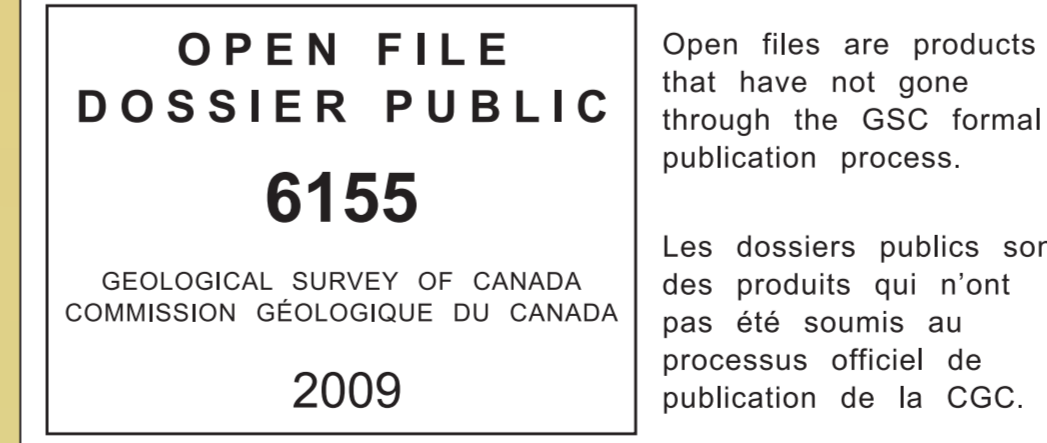 OPEN FILE
DOSSIER PUBLIC
6155
GEOLOGICAL SURVEY OF CANADA
COMMISSION GÉOLOGIQUE DU CANADA
2009
Open files are products
that have not gone
through the GSC formal
publication process.
Les dossiers publics
des produits qui n'ont
pas été soumis au
processus officiel de
publication de la CGC.